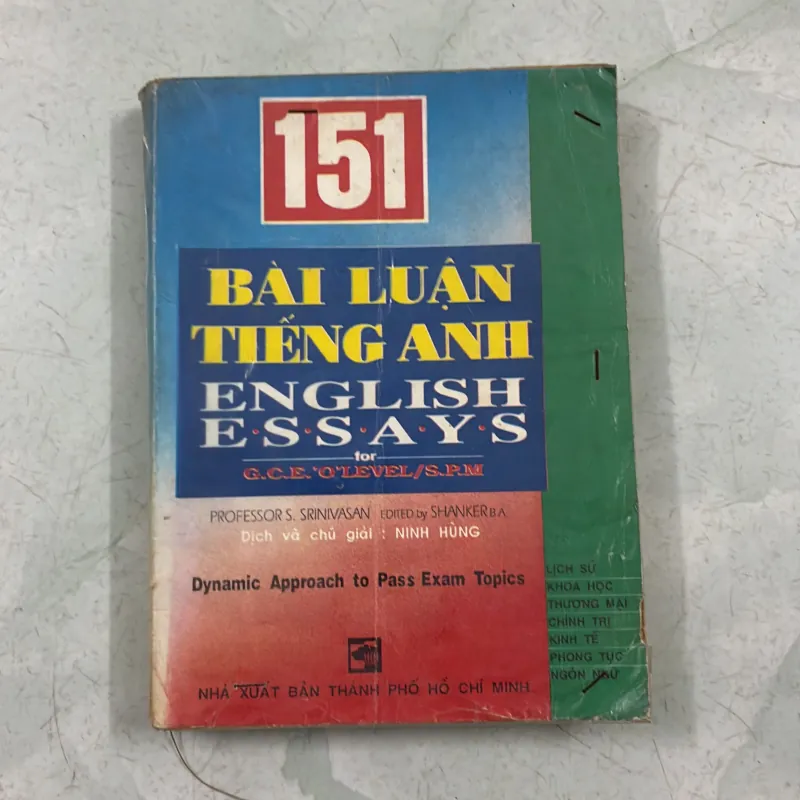 151
BÀI LUẬN
TIẾNG ANH
ENGLISH
E·S·S·A·Y·S
for
G.C.E. 'O'LEVEL/S.P.M
PROFESSOR S. SRINIVASAN EDITED by SHANKER B.A.
Dịch và chú giải : NINH HÙNG
Dynamic Approach to Pass Exam Topics
LỊCH SỬ
KHOA HỌC
THƯƠNG MẠI
CHÍNH TRỊ
KINH TẾ
PHONG TỤC
NGÔN NGỮ
NHÀ XUẤT BẢN THÀNH PHỐ HỒ CHÍ MINH